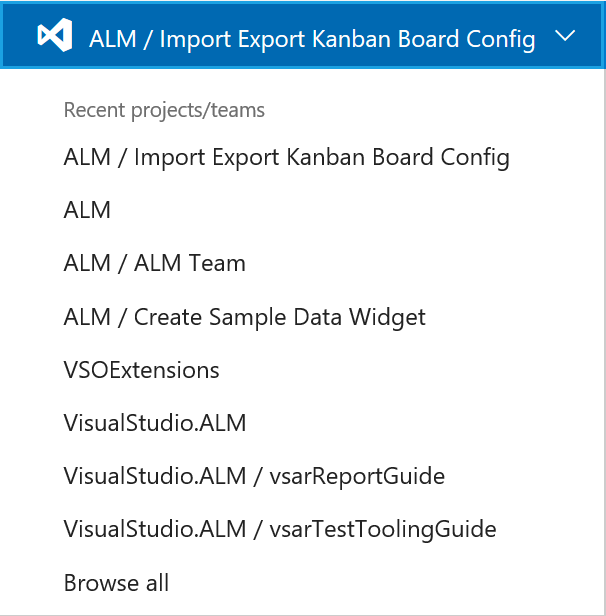 ALM / Import Export Kanban Board Config
Recent projects/teams
ALM / Import Export Kanban Board Config
ALM
ALM / ALM Team
ALM / Create Sample Data Widget
VSOExtensions
VisualStudio.ALM
VisualStudio.ALM / vsarReportGuide
VisualStudio.ALM / vsarTestToolingGuide
Browse all